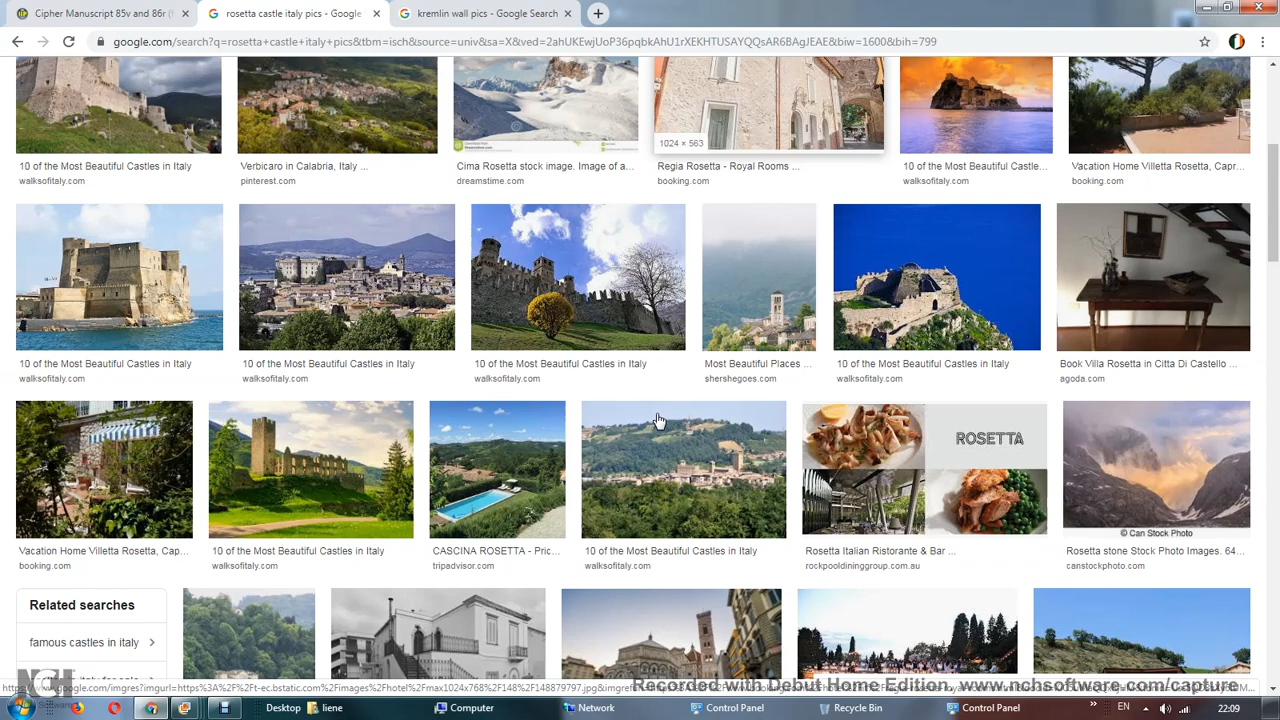 Cipher Manuscript 85v and 86r (
rosetta castle italy pics - Google
kremlin wall pics - Google Search
google.com/search?q=rosetta+castle+italy+pics&tbm=isch&source=univ&sa=X&ved=2ahUKEwjUoP36pqbkAhU1rXEKHTUSAYQQsAR6BAgJEAE&biw=1600&bih=799
1024 × 563
10 of the Most Beautiful Castles in Italy
walksofitaly.com
Verbicaro in Calabria, Italy ...
pinterest.com
Cima Rosetta stock image. Image of a...
dreamstime.com
Regia Rosetta - Royal Rooms ...
booking.com
10 of the Most Beautiful Castle...
walksofitaly.com
Vacation Home Villetta Rosetta, Capr...
booking.com
10 of the Most Beautiful Castles in Italy
walksofitaly.com
10 of the Most Beautiful Castles in Italy
walksofitaly.com
10 of the Most Beautiful Castles in Italy
walksofitaly.com
Most Beautiful Places ...
shershegoes.com
10 of the Most Beautiful Castles in Italy
walksofitaly.com
Book Villa Rosetta in Citta Di Castello ...
agoda.com
ROSETTA
© Can Stock Photo
Vacation Home Villetta Rosetta, Cap...
booking.com
10 of the Most Beautiful Castles in Italy
walksofitaly.com
CASCINA ROSETTA - Pric...
tripadvisor.com
10 of the Most Beautiful Castles in Italy
walksofitaly.com
Rosetta Italian Ristorante & Bar ...
rockpooldininggroup.com.au
Rosetta stone Stock Photo Images. 64...
canstockphoto.com
Related searches
famous castles in italy
Recorded with Debut Home Edition. www.nchsoftware.com/capture
Desktop
liene
Computer
Network
Control Panel
Recycle Bin
Control Panel
EN
22:09